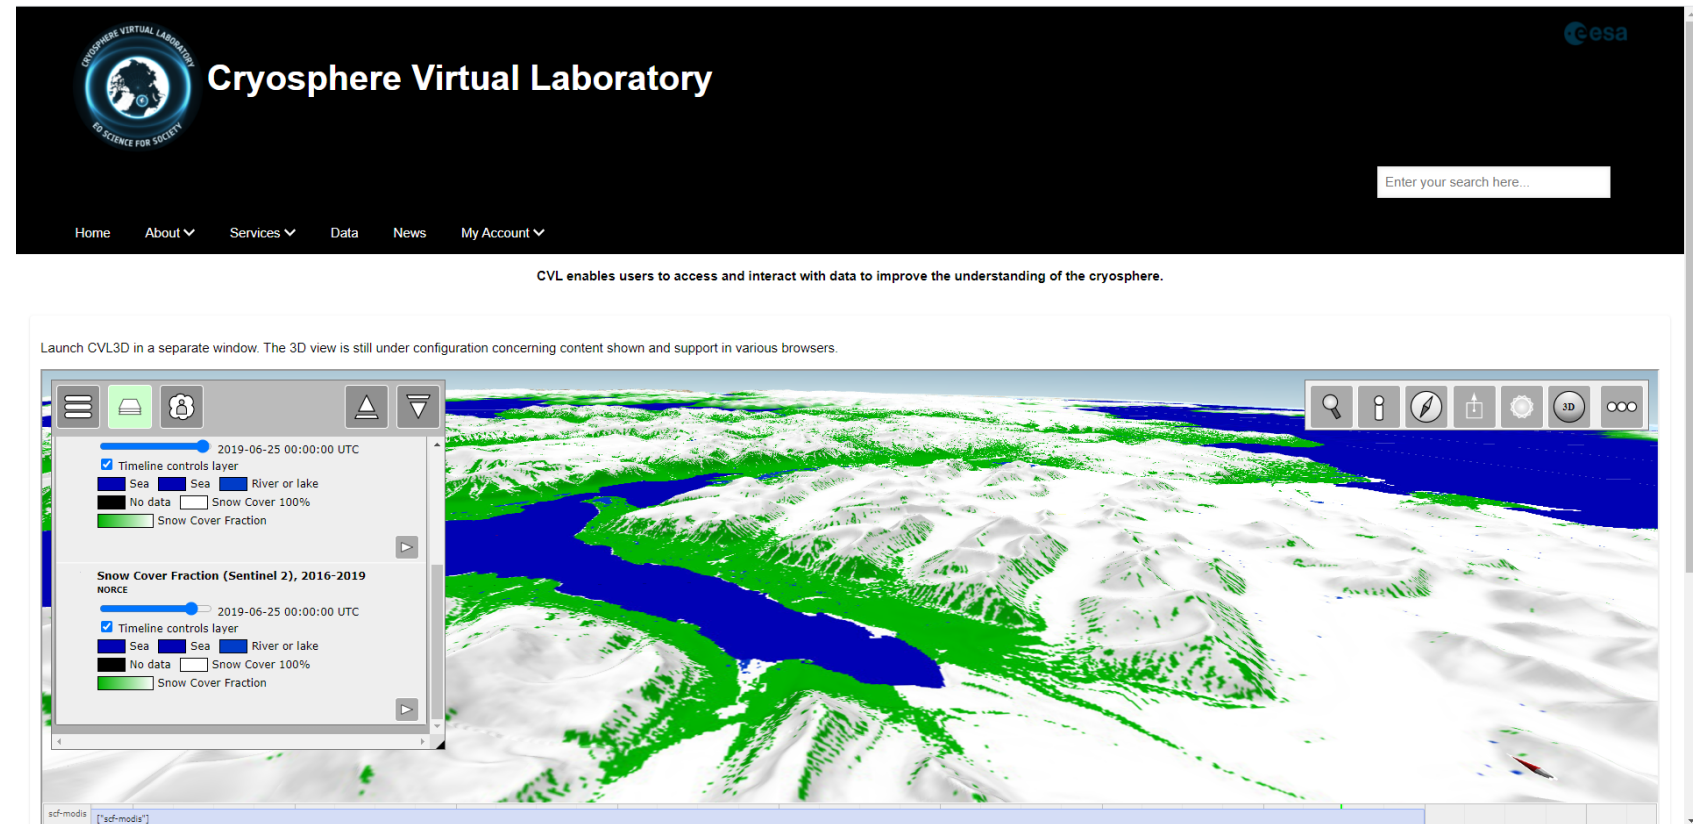 CRYOSPHERE VIRTUAL LABORATORY
EO SCIENCE FOR SOCIETY
Cryosphere Virtual Laboratory
esa
Enter your search here...
Home About Services Data News My Account
CVL enables users to access and interact with data to improve the understanding of the cryosphere.
Launch CVL3D in a separate window. The 3D view is still under configuration concerning content shown and support in various browsers.
3D
2019-06-25 00:00:00 UTC
Timeline controls layer
Sea Sea River or lake
No data Snow Cover 100%
Snow Cover Fraction
Snow Cover Fraction (Sentinel 2), 2016-2019
NORCE
2019-06-25 00:00:00 UTC
Timeline controls layer
Sea Sea River or lake
No data Snow Cover 100%
Snow Cover Fraction
scf-modis ["scf-modis"]